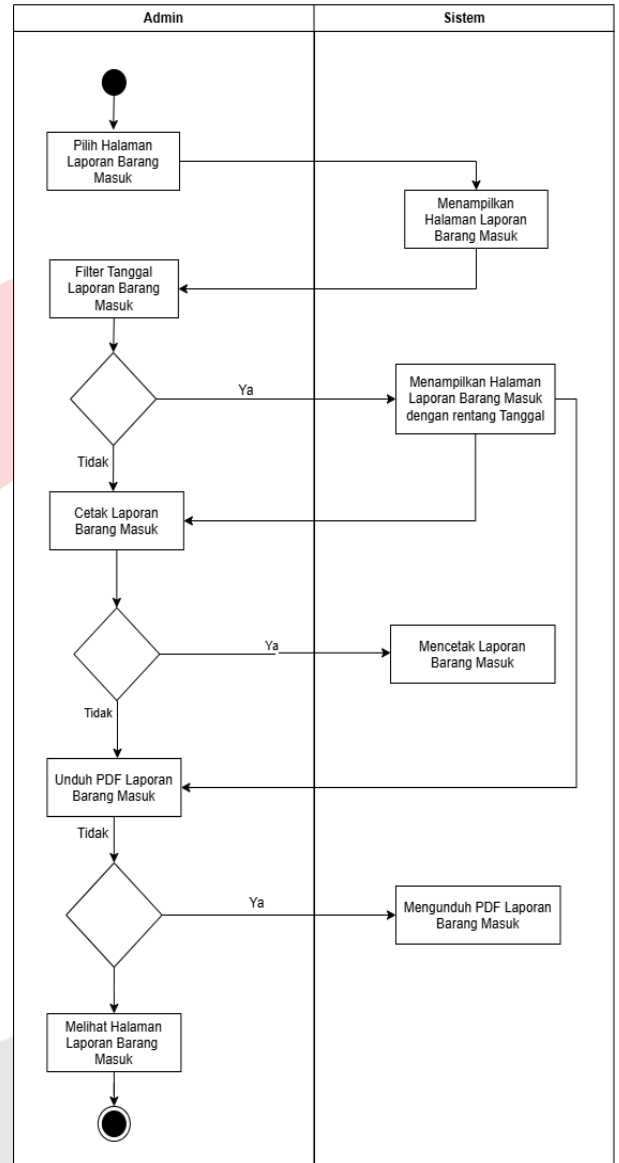 Admin
Sistem
Pilih Halaman
Laporan Barang
Masuk
Menampilkan
Halaman Laporan
Barang Masuk
Filter Tanggal
Laporan Barang
Masuk
Ya
Menampilkan Halaman
Laporan Barang Masuk
dengan rentang Tanggal
Tidak
Cetak Laporan
Barang Masuk
Ya
Mencetak Laporan
Barang Masuk
Tidak
Unduh PDF Laporan
Barang Masuk
Tidak
Ya
Mengunduh PDF Laporan
Barang Masuk
Melihat Halaman
Laporan Barang
Masuk